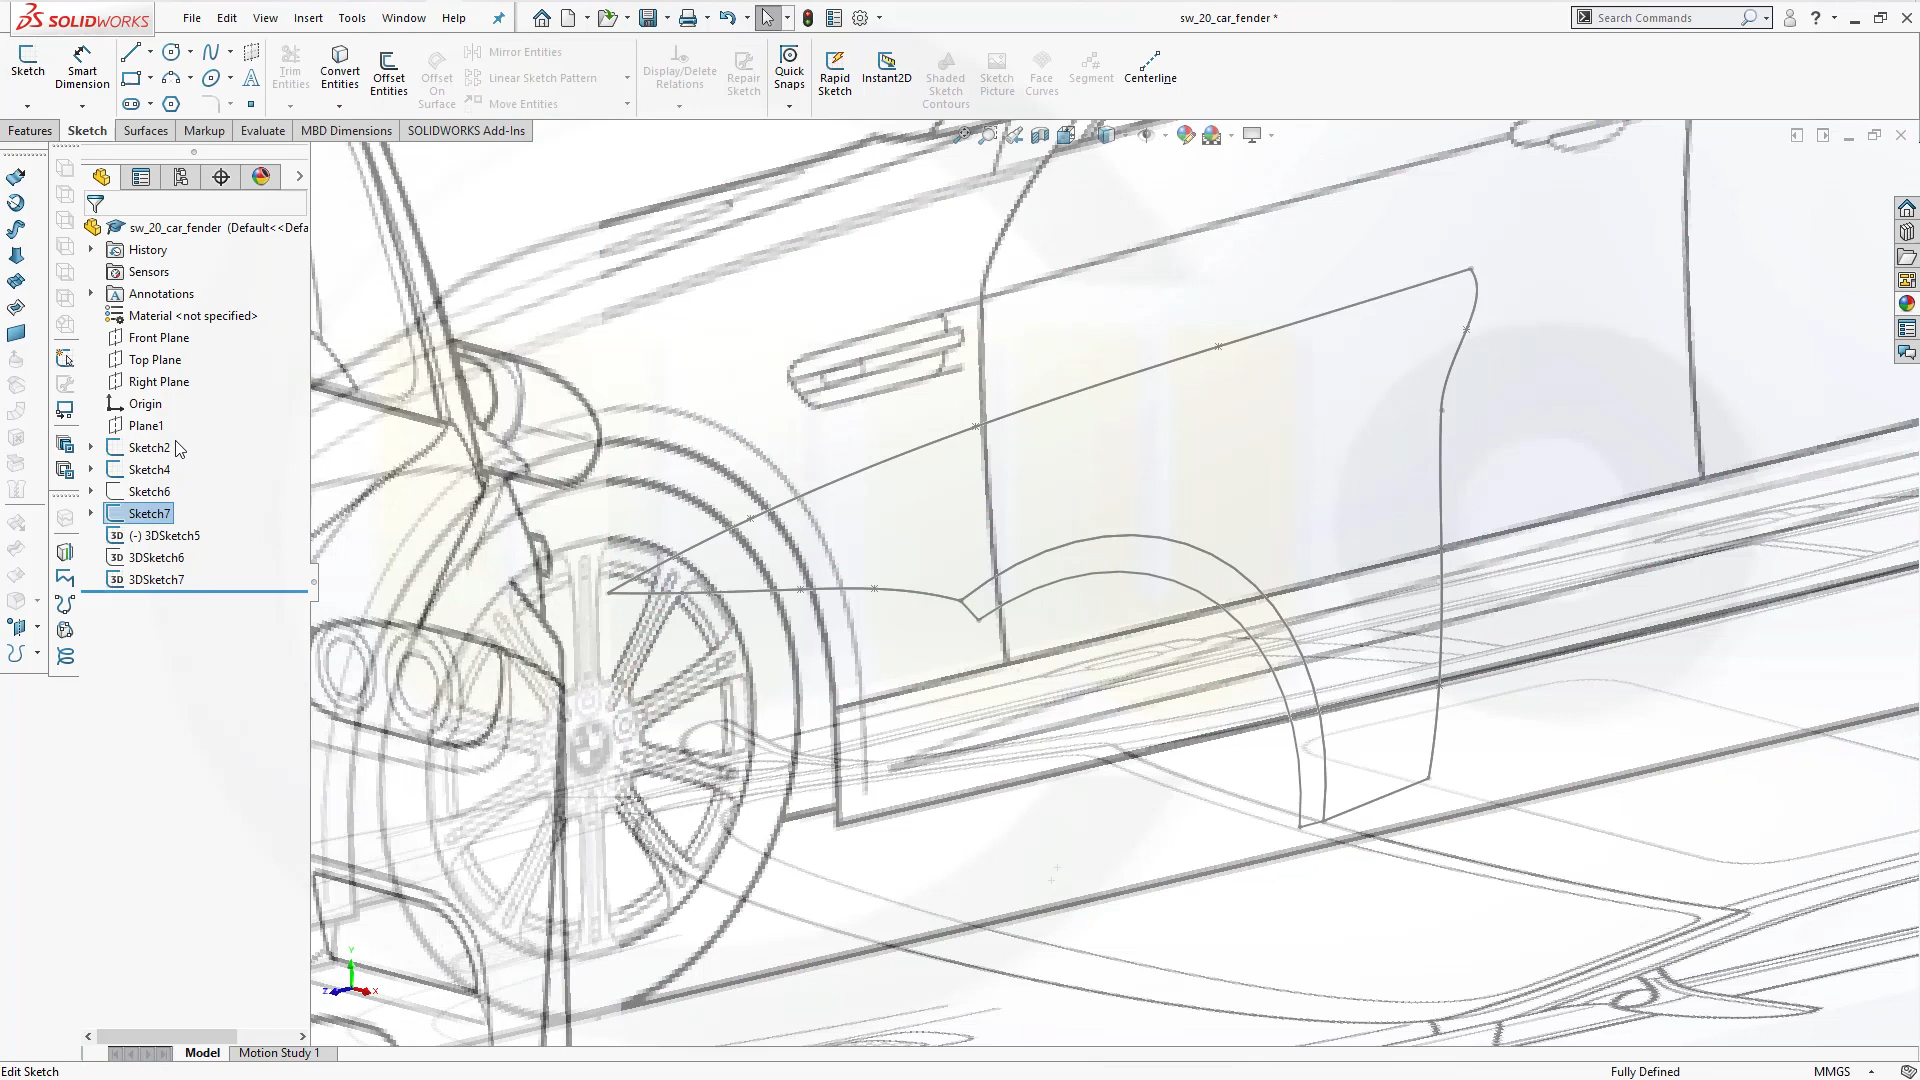 SOLIDWORKS File Edit View Insert Tools Window Help sw_20_car_fender * Search Commands ?
Sketch Smart Dimension Trim Entities Convert Entities Offset Entities Offset On Surface Mirror Entities Linear Sketch Pattern Move Entities Display/Delete Relations Repair Sketch Quick Snaps Rapid Sketch Instant2D Shaded Sketch Contours Sketch Picture Face Curves Segment Centerline
Features Sketch Surfaces Markup Evaluate MBD Dimensions SOLIDWORKS Add-Ins
sw_20_car_fender (Default<<Defa
History
Sensors
Annotations
Material <not specified>
Front Plane
Top Plane
Right Plane
Origin
Plane1
Sketch2
Sketch4
Sketch6
Sketch7
3D (-) 3DSketch5
3D 3DSketch6
3D 3DSketch7
Y
Z X
Model Motion Study 1
Edit Sketch Fully Defined MMGS